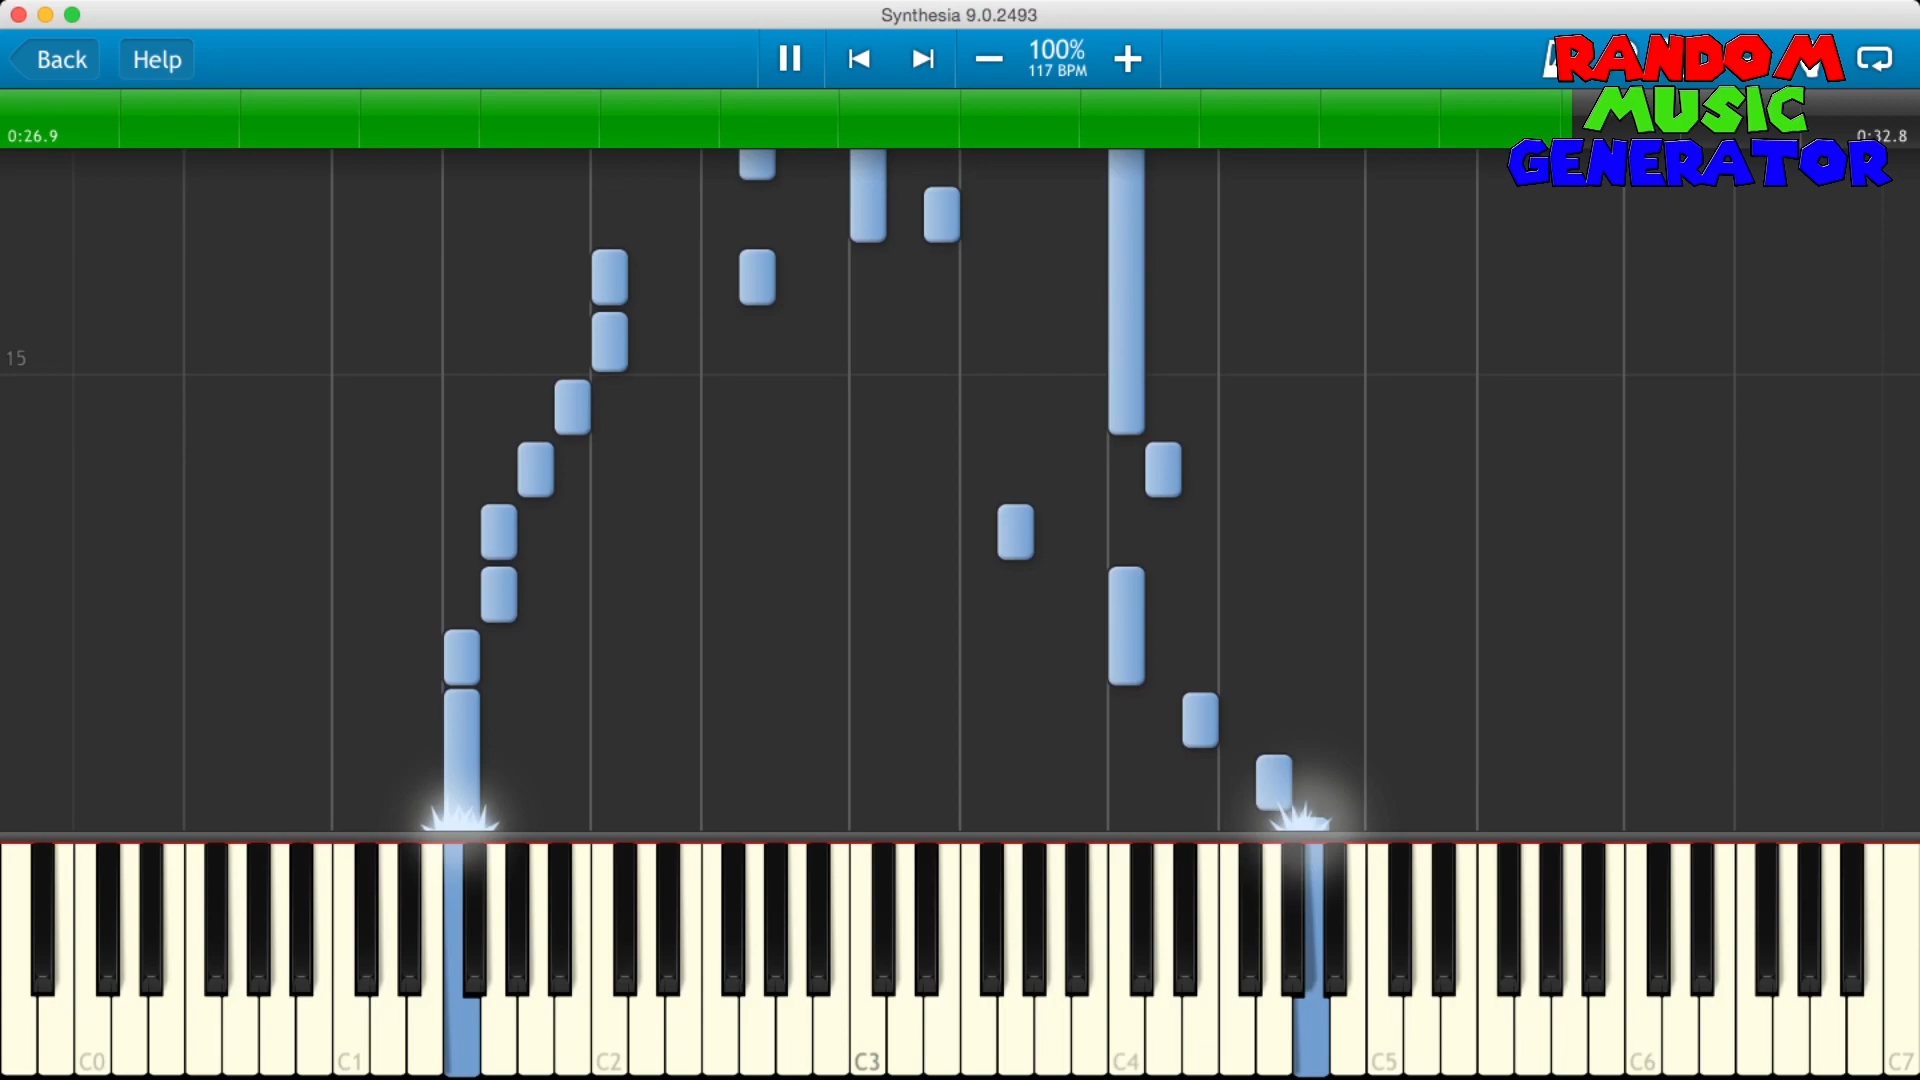 Synthesia 9.0.2493
Back
Help
100%
117 BPM
RANDOM
MUSIC
GENERATOR
0:26.9
0:32.8
15
C0
C1
C2
C3
C4
C5
C6
C7